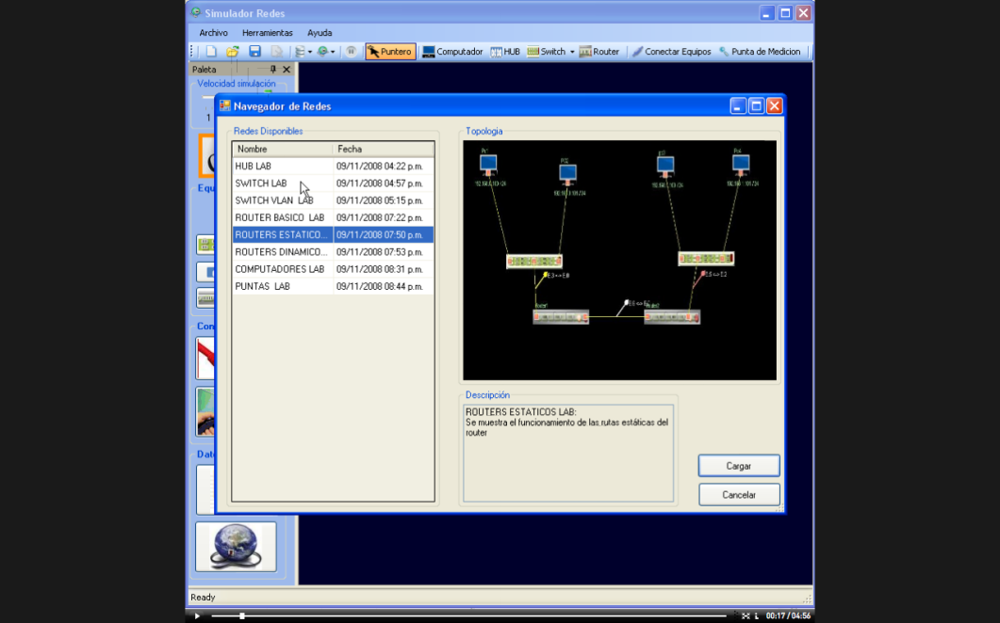 Simulador Redes
Archivo Herramientas Ayuda
Puntero Computador HUB Switch Router Conectar Equipos Punta de Medicion
Paleta
Velocidad simulación
1
Navegador de Redes
Redes Disponibles
Nombre Fecha
HUB LAB 09/11/2008 04:22 p.m.
SWITCH LAB 09/11/2008 04:57 p.m.
SWITCH VLAN LAB 09/11/2008 05:15 p.m.
ROUTER BASICO LAB 09/11/2008 07:22 p.m.
ROUTERS ESTATICO... 09/11/2008 07:50 p.m.
ROUTERS DINAMICO... 09/11/2008 07:53 p.m.
COMPUTADORES LAB 09/11/2008 08:31 p.m.
PUNTAS LAB 09/11/2008 08:44 p.m.
Topologia
Descripción
ROUTERS ESTATICOS LAB:
Se muestra el funcionamiento de las rutas estáticas del
router
Cargar
Cancelar
Equ
Con
Dat
Ready
00:17/04:56